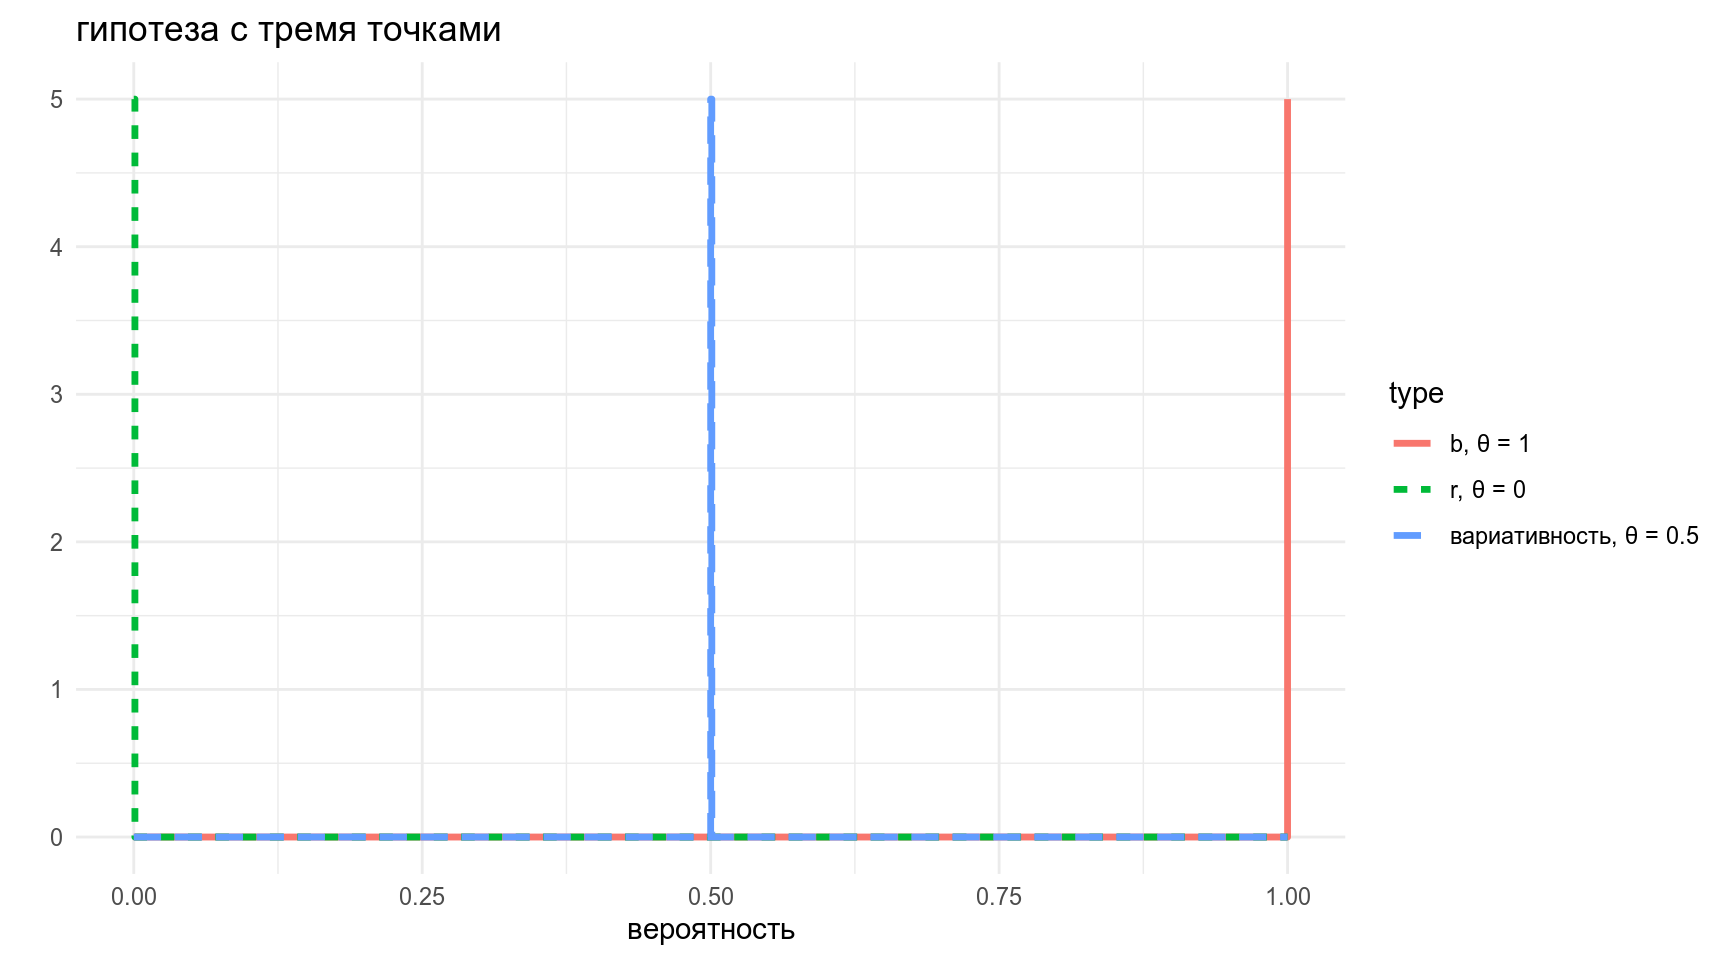 гипотеза с тремя точками
5
4
3
2
1
0
0.00 0.25 0.50 0.75 1.00
вероятность
type
b, θ = 1
r, θ = 0
вариативность, θ = 0.5